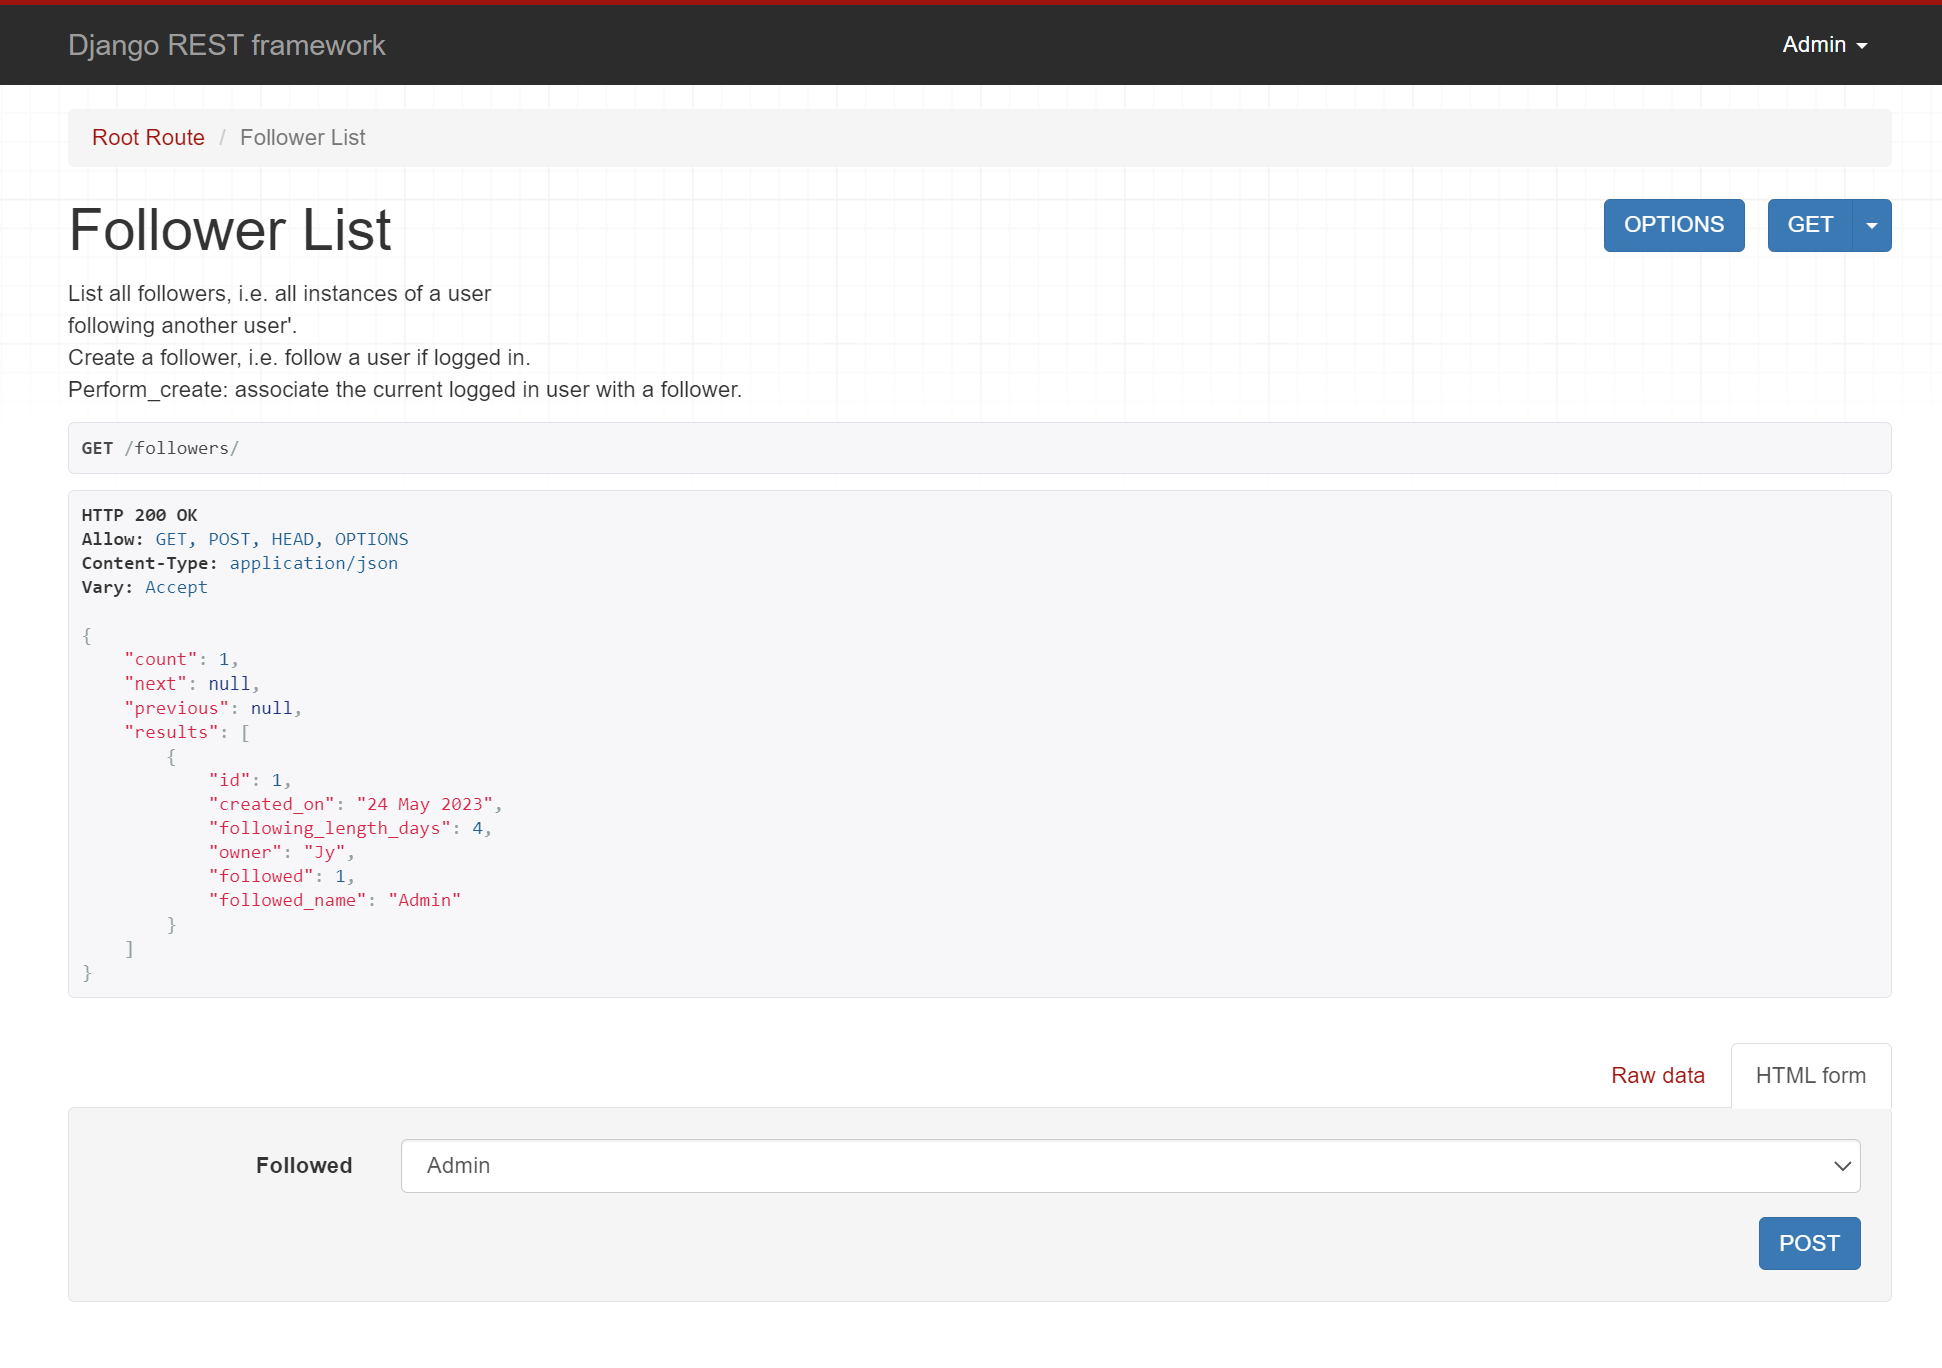 Django REST framework
Admin
Root Route / Follower List
Follower List
OPTIONS
GET
List all followers, i.e. all instances of a user
following another user'.
Create a follower, i.e. follow a user if logged in.
Perform_create: associate the current logged in user with a follower.
GET /followers/
HTTP 200 OK
Allow: GET, POST, HEAD, OPTIONS
Content-Type: application/json
Vary: Accept
{
    "count": 1,
    "next": null,
    "previous": null,
    "results": [
        {
            "id": 1,
            "created_on": "24 May 2023",
            "following_length_days": 4,
            "owner": "Jy",
            "followed": 1,
            "followed_name": "Admin"
        }
    ]
}
Raw data
HTML form
Followed
Admin
POST